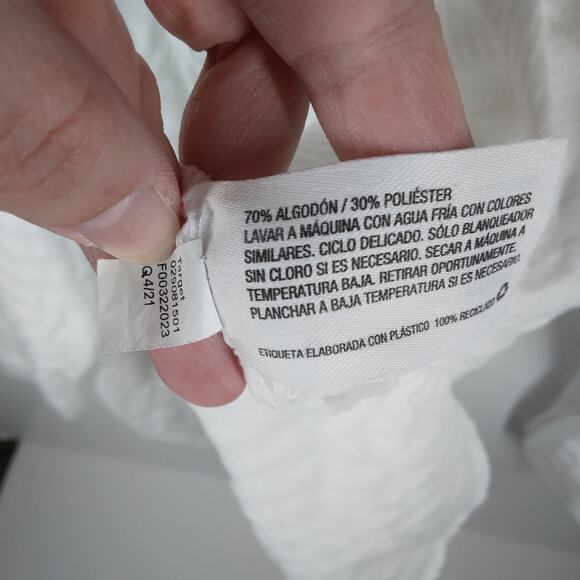 70% ALGODÓN / 30% POLIÉSTER
LAVAR A MÁQUINA CON AGUA FRÍA CON COLORES
SIMILARES. CICLO DELICADO. SÓLO BLANQUEADOR
SIN CLORO SI ES NECESARIO. SECAR A MÁQUINA A
TEMPERATURA BAJA. RETIRAR OPORTUNAMENTE.
PLANCHAR A BAJA TEMPERATURA SI ES NECESARIO.
ETIQUETA ELABORADA CON PLÁSTICO 100% RECICLADO
Target
029081501
F00322023
Q4/21